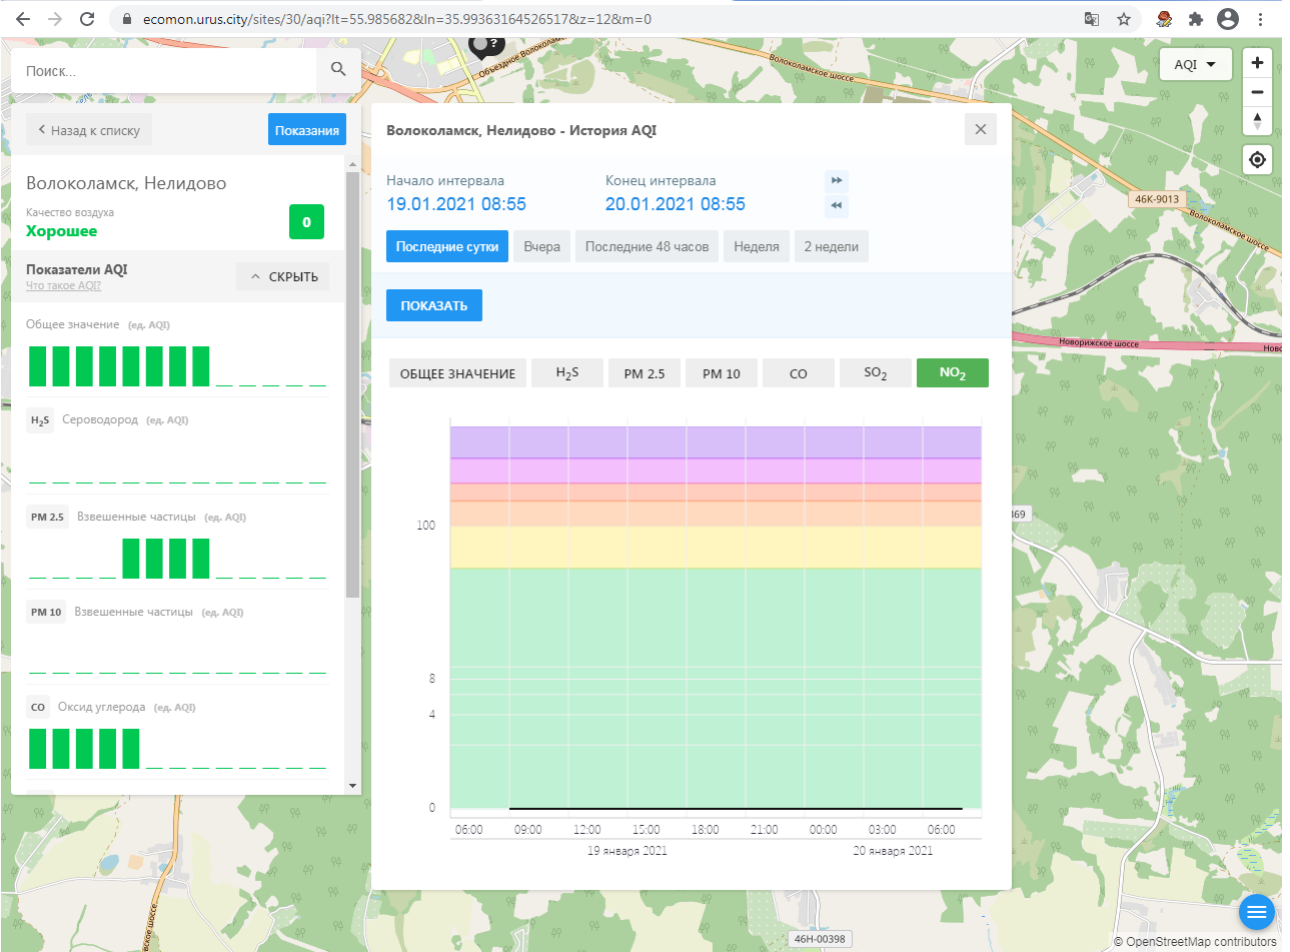 ecomon.urus.city/sites/30/aqi?lt=55.985682&ln=35.99363164526517&z=12&m=0
Поиск...
AQI
Объездное Волоколамс
Волоколамское шоссе
< Назад к списку
Показания
Волоколамск, Нелидово
Качество воздуха
Хорошее
0
Показатели AQI
Что такое AQI?
СКРЫТЬ
Общее значение (ед. AQI)
H₂S Сероводород (ед. AQI)
PM 2.5 Взвешенные частицы (ед. AQI)
PM 10 Взвешенные частицы (ед. AQI)
CO Оксид углерода (ед. AQI)
Волоколамск, Нелидово - История AQI
Начало интервала
19.01.2021 08:55
Конец интервала
20.01.2021 08:55
Последние сутки
Вчера
Последние 48 часов
Неделя
2 недели
ПОКАЗАТЬ
ОБЩЕЕ ЗНАЧЕНИЕ
H₂S
PM 2.5
PM 10
CO
SO₂
NO₂
100
8
4
0
06:00 09:00 12:00 15:00 18:00 21:00 00:00 03:00 06:00
19 января 2021
20 января 2021
46К-9013
Волоколамское шоссе
Новорижское шоссе
Ново
369
46Н-00398
© OpenStreetMap contributors